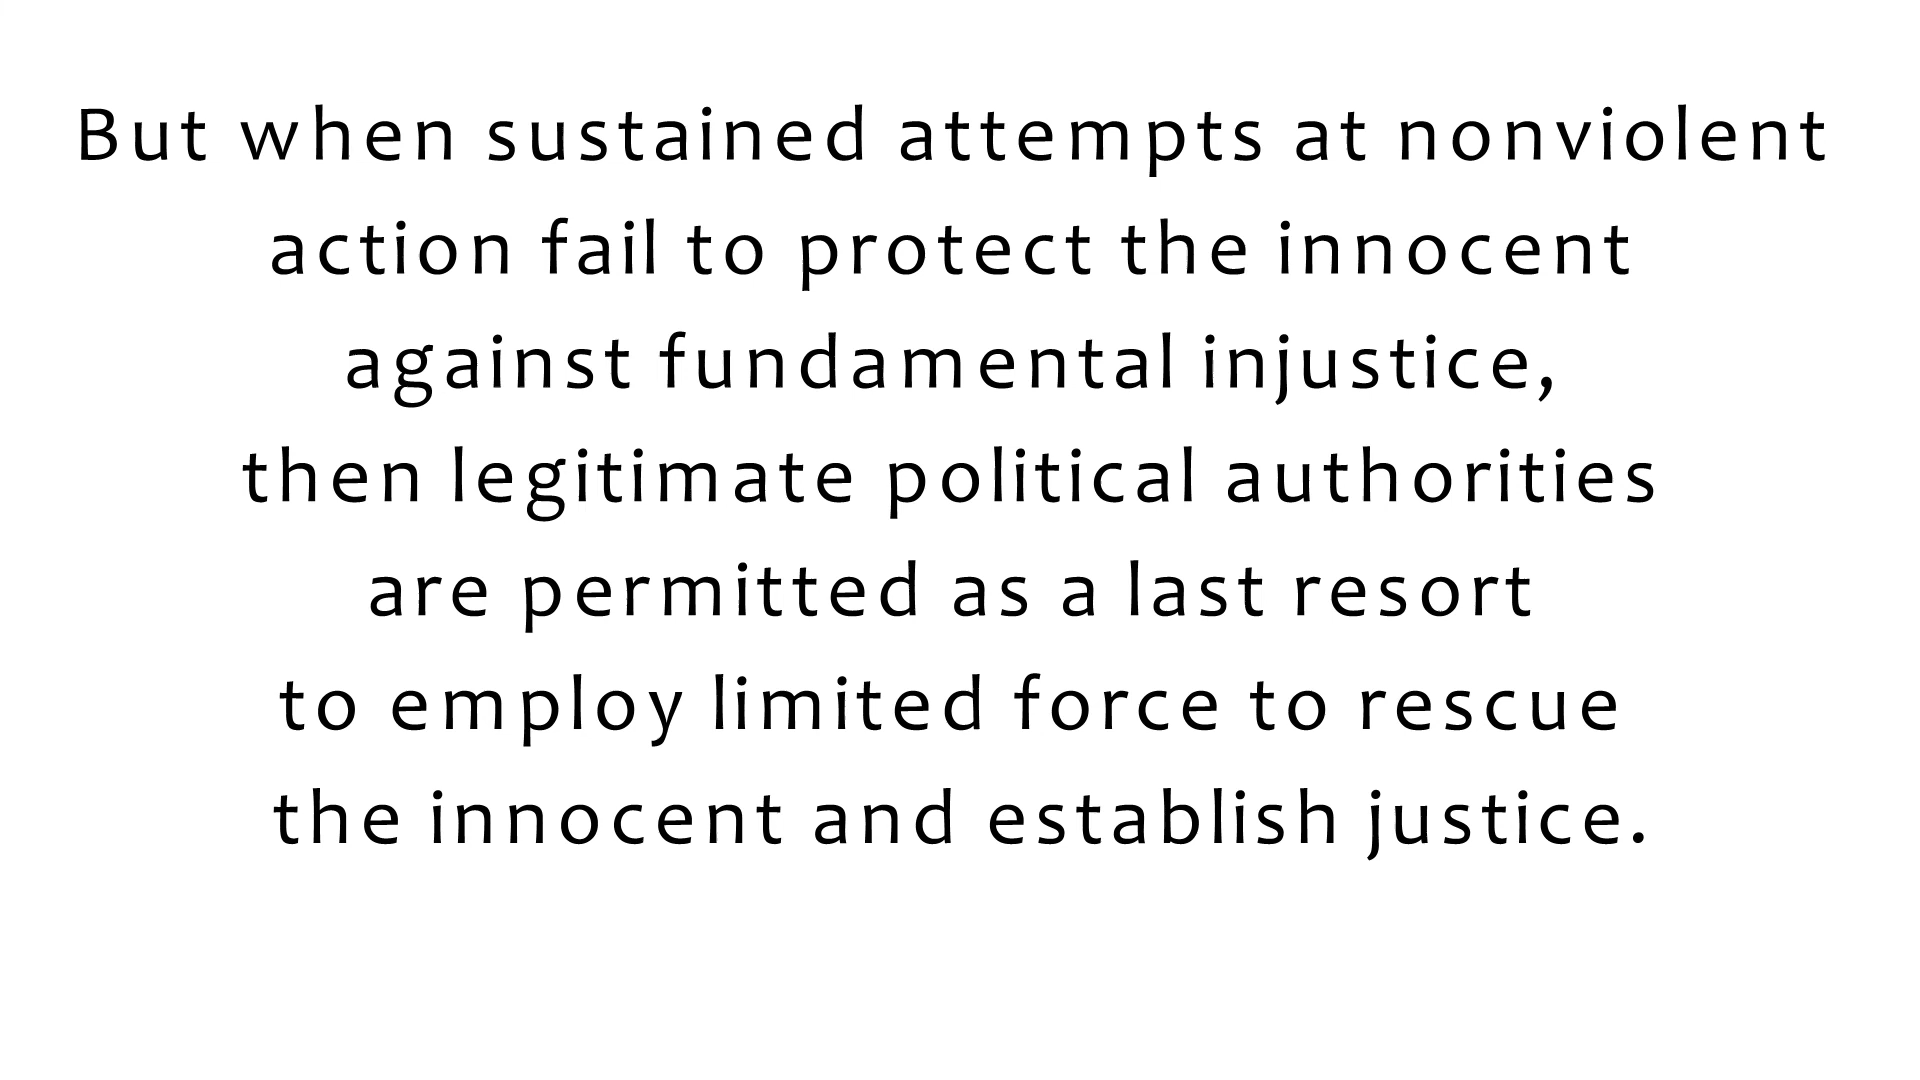 But when sustained attempts at nonviolent
action fail to protect the innocent
against fundamental injustice,
then legitimate political authorities
are permitted as a last resort
to employ limited force to rescue
the innocent and establish justice.